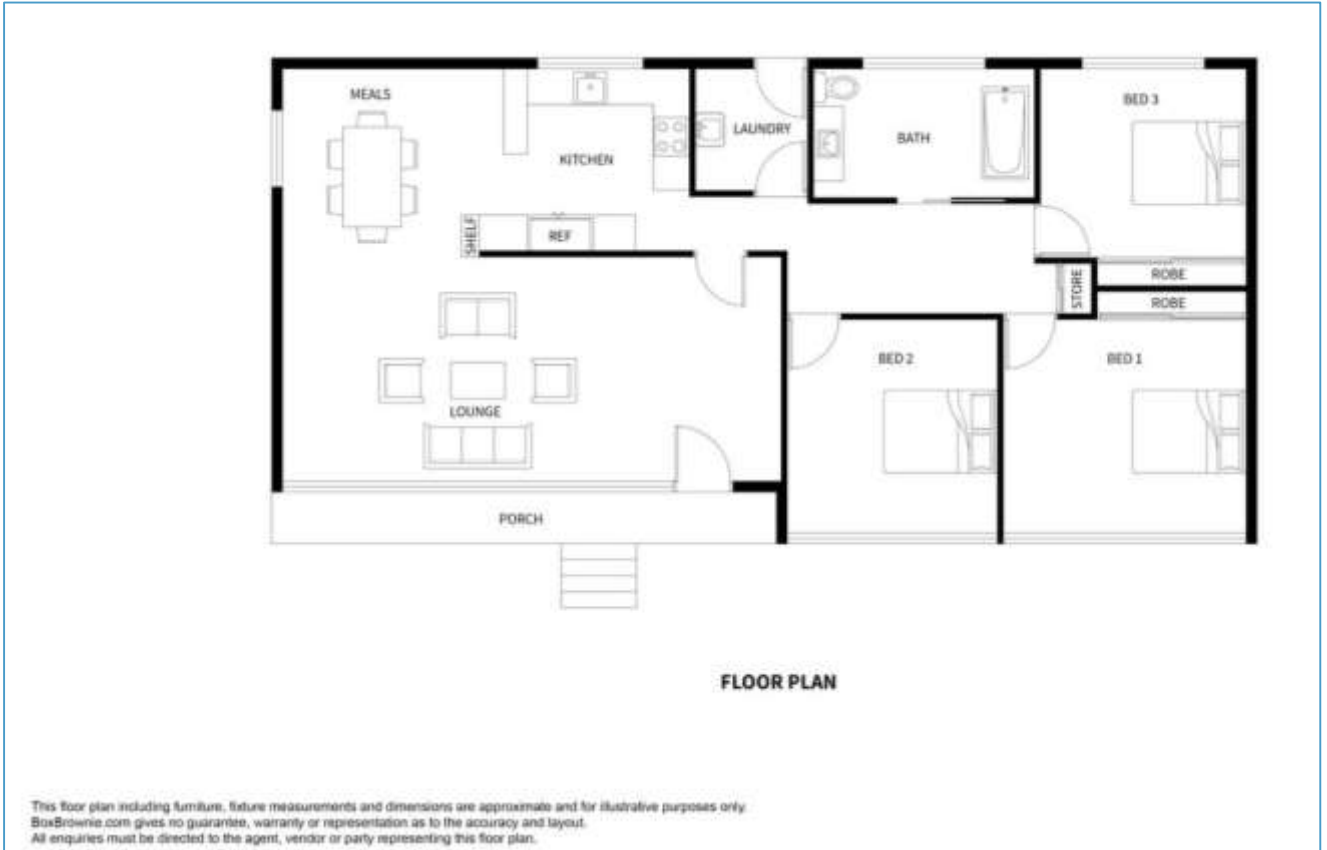 MEALS
BED 3
LAUNDRY
BATH
KITCHEN
SHELF
REF
STORE
ROBE
ROBE
BED 2
BED 1
LOUNGE
PORCH
FLOOR PLAN
This floor plan including furniture, fixture measurements and dimensions are approximate and for illustrative purposes only.
BoxBrownie.com gives no guarantee, warranty or representation as to the accuracy and layout.
All enquiries must be directed to the agent, vendor or party representing this floor plan.